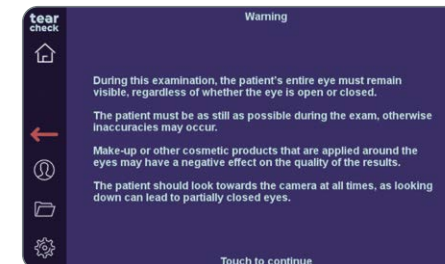 tear
check
Warning
During this examination, the patient's entire eye must remain
visible, regardless of whether the eye is open or closed.
The patient must be as still as possible during the exam, otherwise
inaccuracies may occur.
Make-up or other cosmetic products that are applied around the
eyes may have a negative effect on the quality of the results.
The patient should look towards the camera at all times, as looking
down can lead to partially closed eyes.
Touch to continue